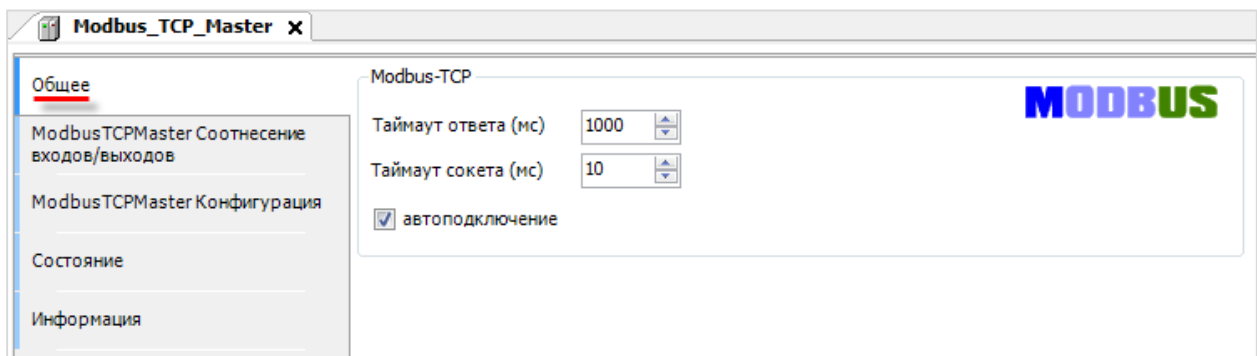 Modbus_TCP_Master X
Общее
ModbusTCPMaster Соотнесение
входов/выходов
ModbusTCPMaster Конфигурация
Состояние
Информация
Modbus-TCP
MODBUS
Таймаут ответа (мс) 1000
Таймаут сокета (мс) 10
автоподключение